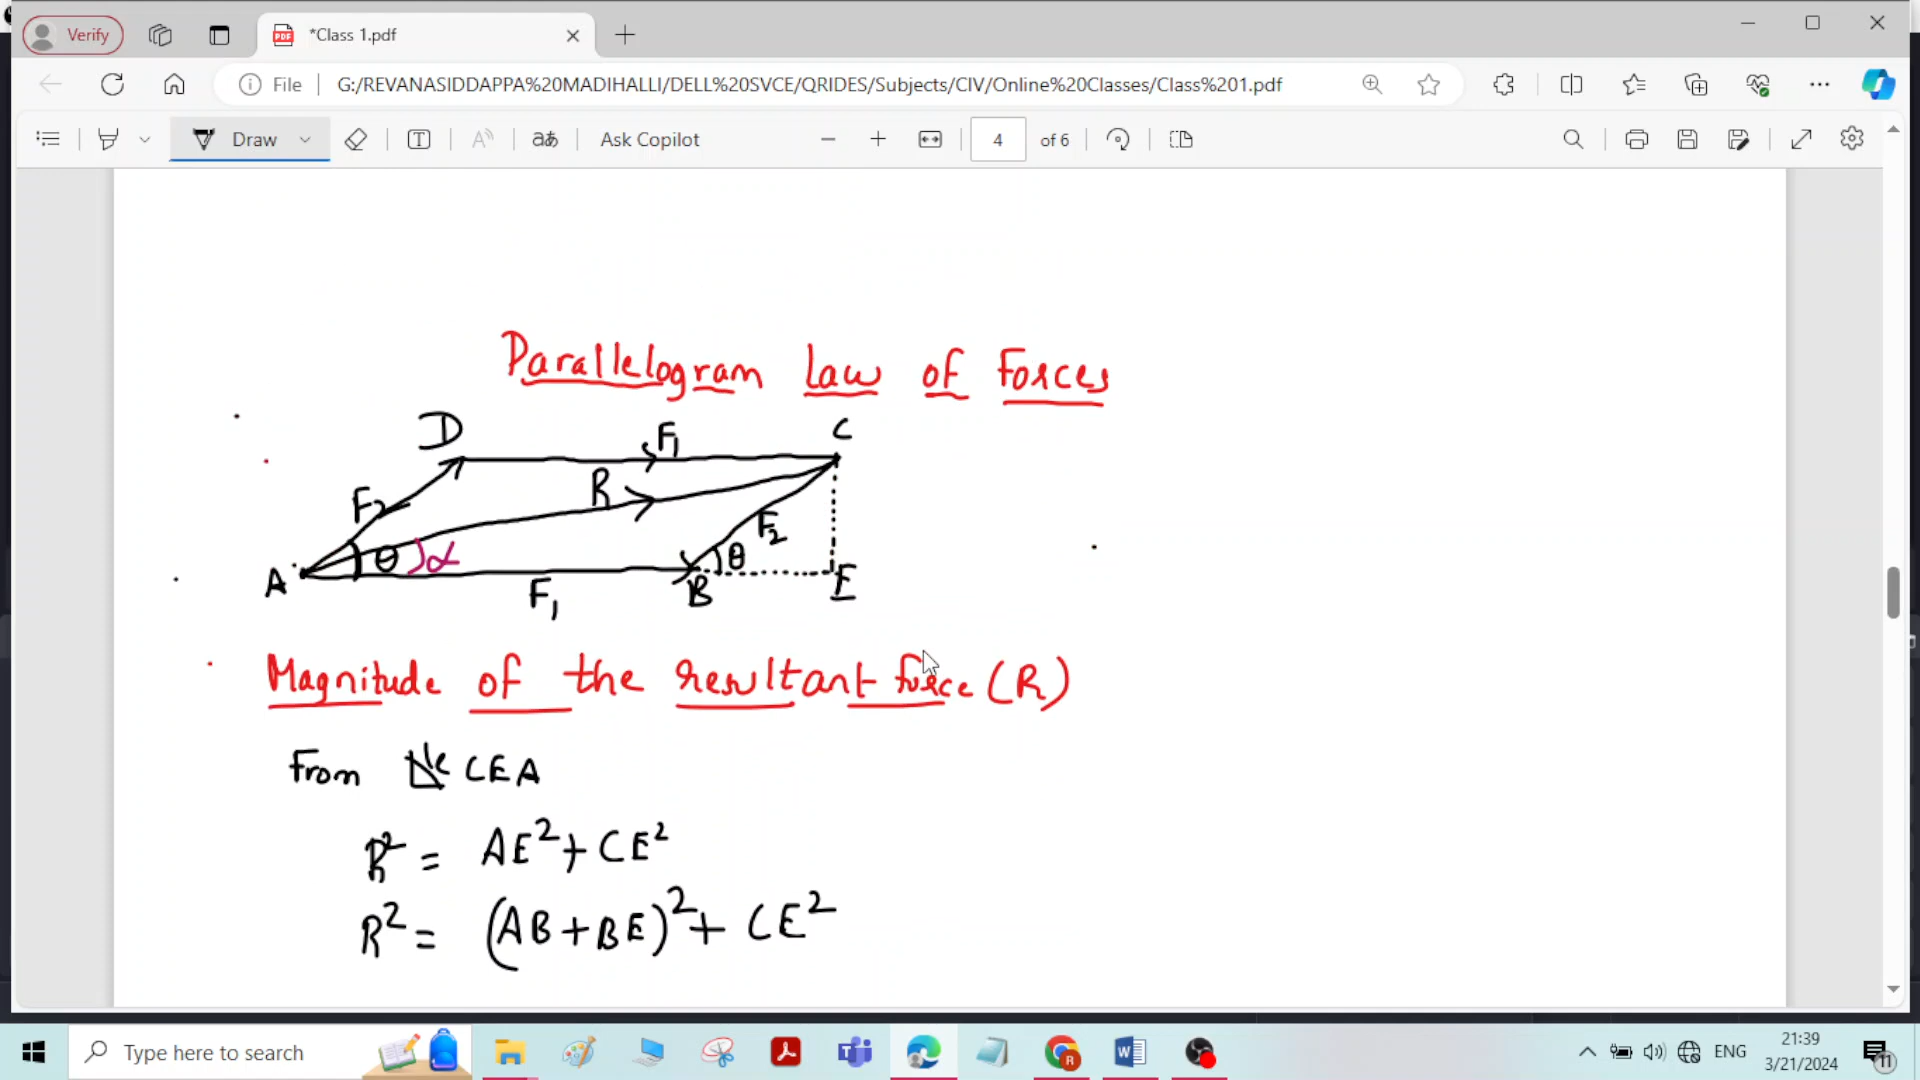 Verify
*Class 1.pdf
File
G:/REVANASIDDAPPA%20MADIHALLI/DELL%20SVCE/QRIDES/Subjects/CIV/Online%20Classes/Class%201.pdf
Draw
Ask Copilot
4 of 6
Parallelogram Law of Forces
D F₁ C
R
F₂
F₂
A θ α B θ E
F₁
Magnitude of the resultant force (R)
From △le CEA
R² = AE² + CE²
R² = (AB + BE)² + CE²
Type here to search
ENG
21:39
3/21/2024
11